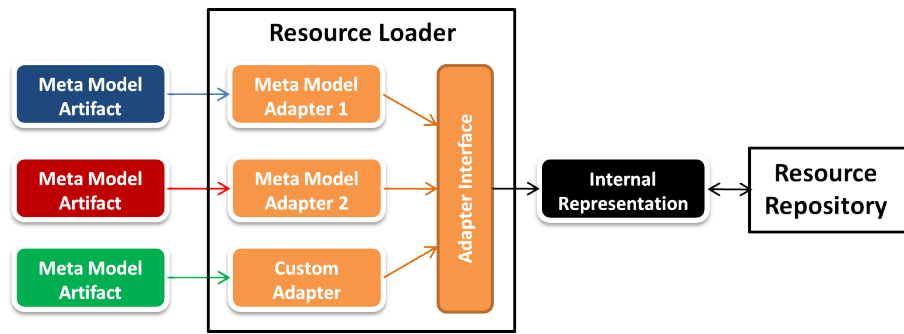 Resource Loader
Meta Model
Artifact
Meta Model
Adapter 1
Meta Model
Artifact
Meta Model
Adapter 2
Meta Model
Artifact
Custom
Adapter
Adapter Interface
Internal
Representation
Resource
Repository